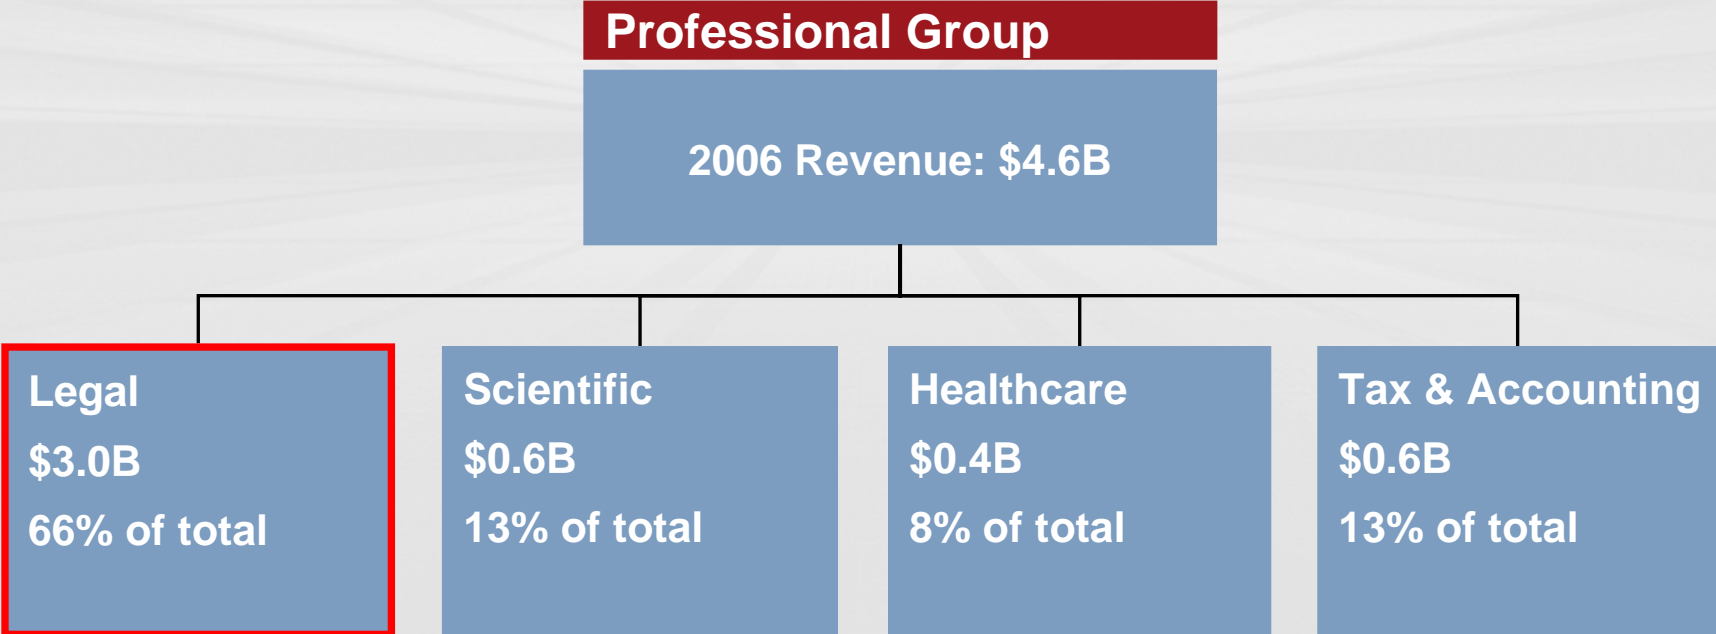 Professional Group
2006 Revenue: $4.6B
Legal
$3.0B
66% of total
Scientific
$0.6B
13% of total
Healthcare
$0.4B
8% of total
Tax & Accounting
$0.6B
13% of total